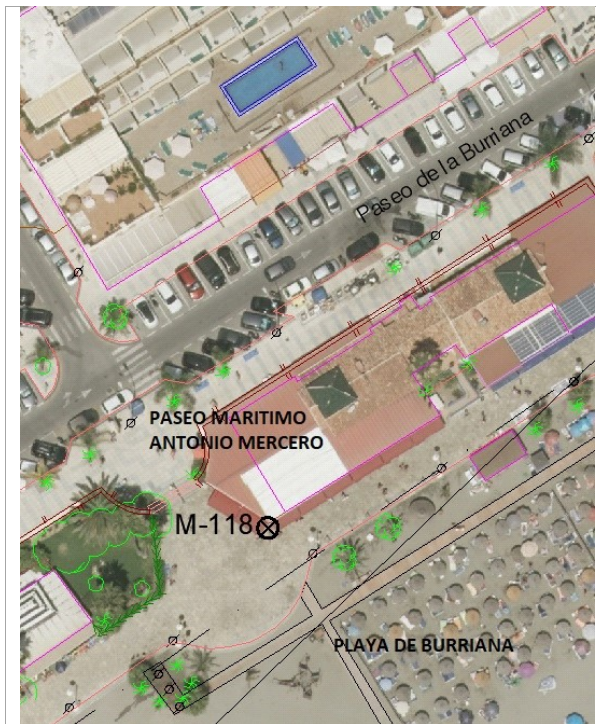 Paseo de la Burriana
PASEO MARITIMO
ANTONIO MERCERO
M-118
PLAYA DE BURRIANA